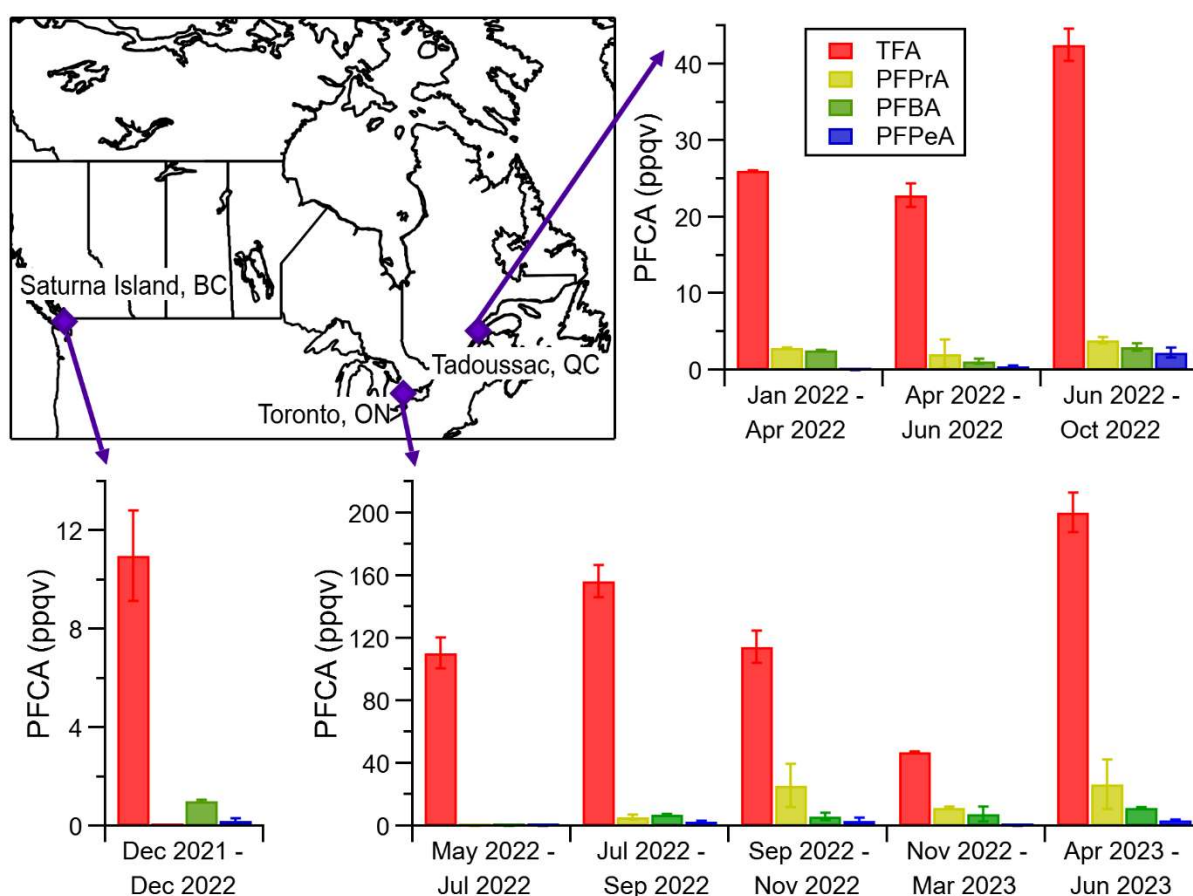 Saturna Island, BC
Tadoussac, QC
Toronto, ON
PFCA (ppqv)
40
30
20
10
0
TFA
PFPrA
PFBA
PFPeA
Jan 2022 -
Apr 2022
Apr 2022 -
Jun 2022
Jun 2022 -
Oct 2022
PFCA (ppqv)
12
8
4
0
Dec 2021 -
Dec 2022
PFCA (ppqv)
200
160
120
80
40
0
May 2022 -
Jul 2022
Jul 2022 -
Sep 2022
Sep 2022 -
Nov 2022
Nov 2022 -
Mar 2023
Apr 2023 -
Jun 2023